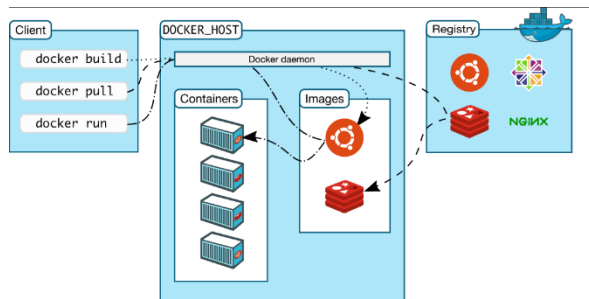 Client
docker build
docker pull
docker run
DOCKER_HOST
Docker daemon
Containers
Images
Registry
NGINX